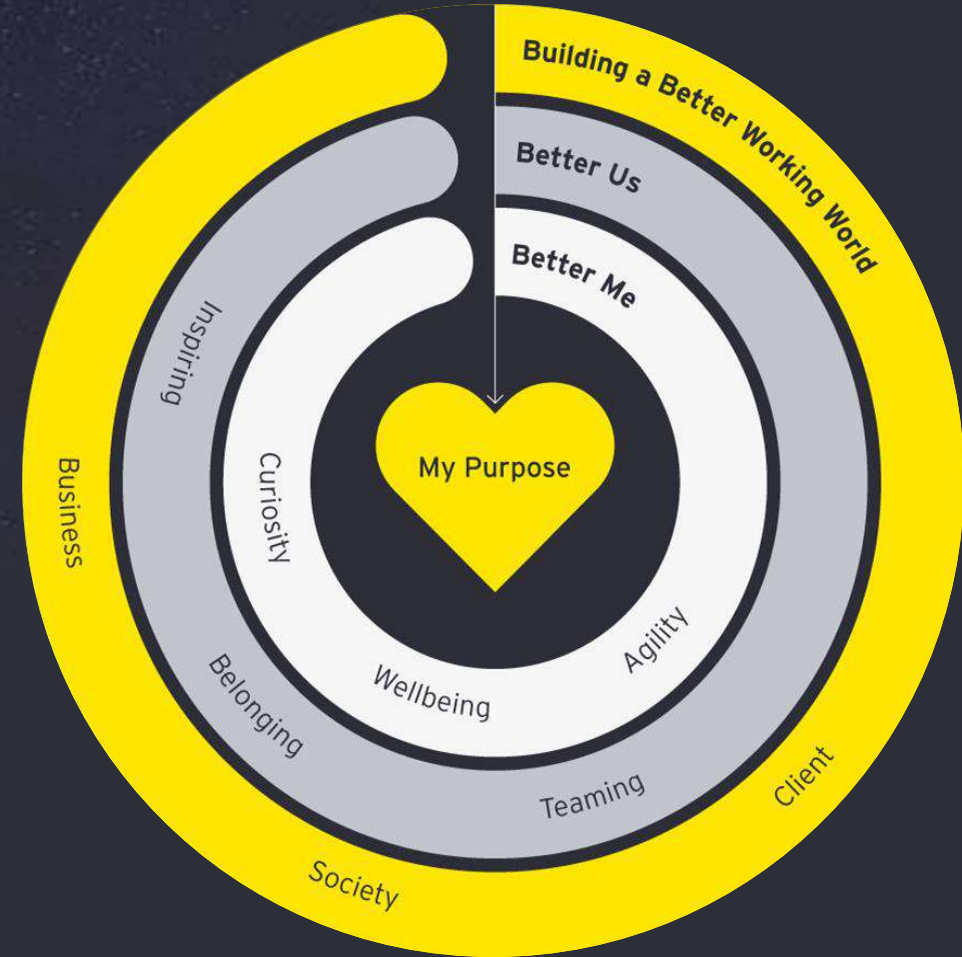 Building a Better Working World
Better Us
Better Me
My Purpose
Inspiring
Curiosity
Business
Agility
Wellbeing
Belonging
Teaming
Client
Society